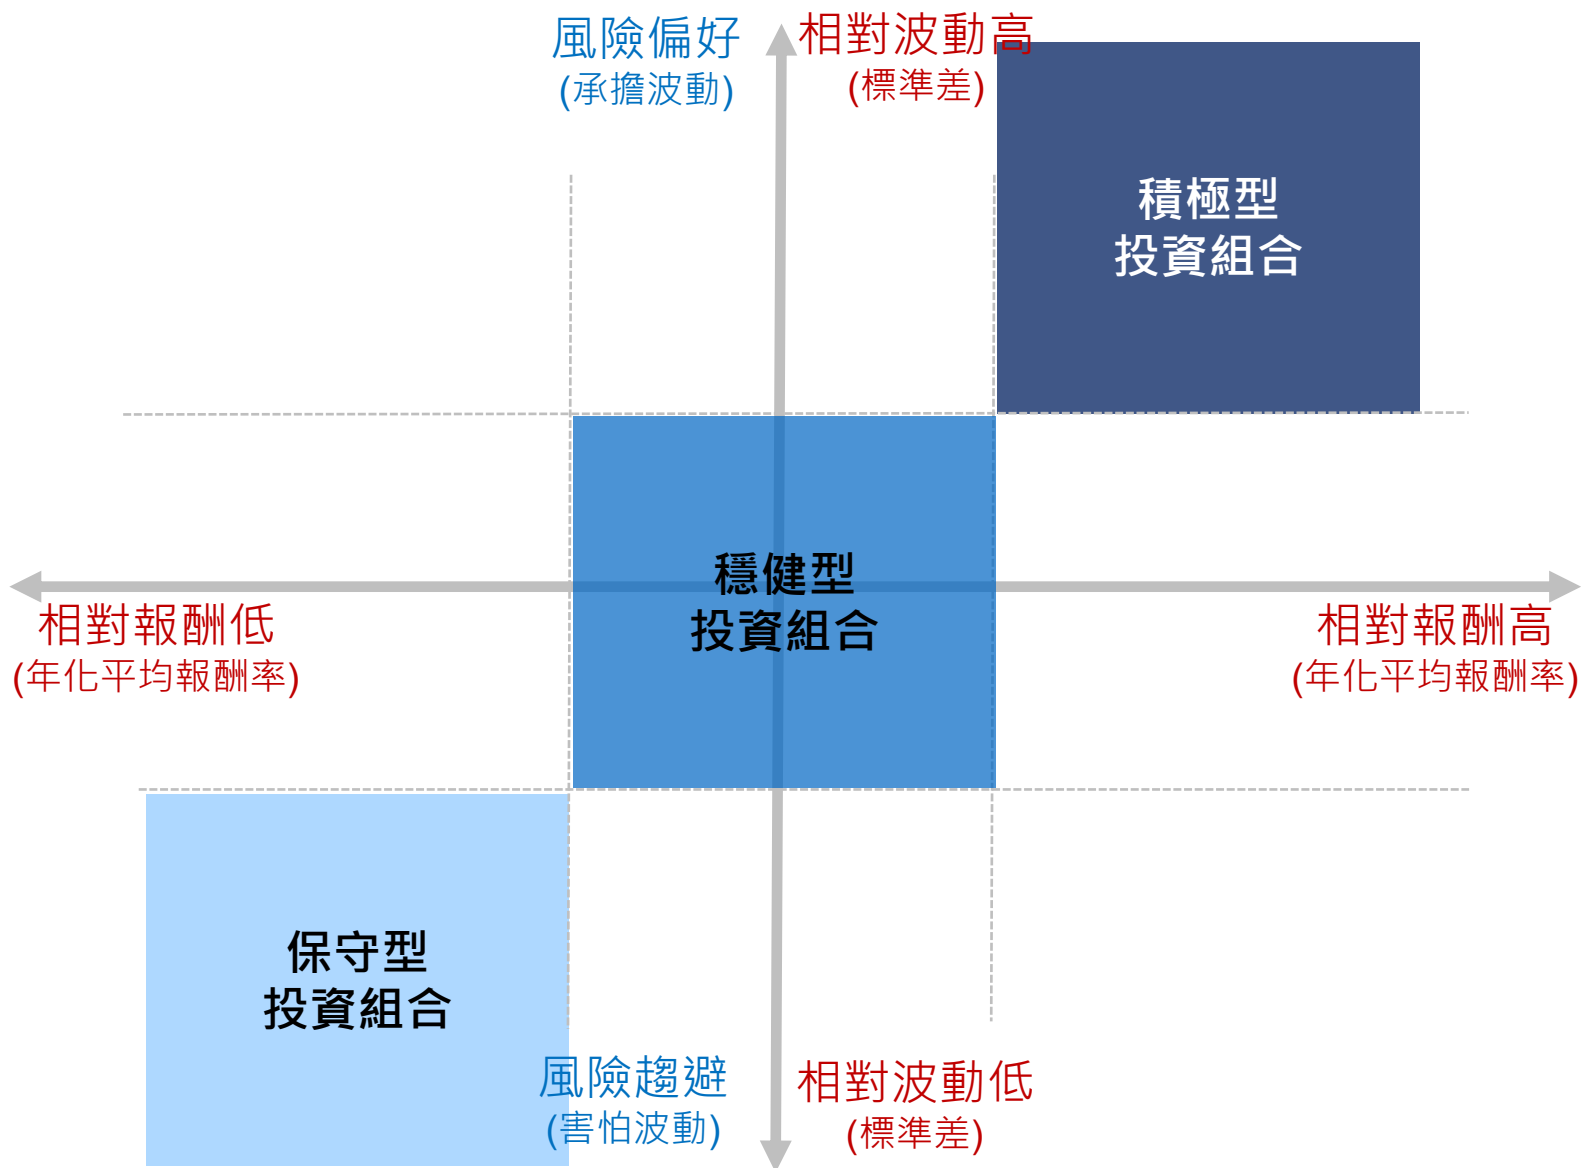 風險偏好
(承擔波動)
相對波動高
(標準差)
積極型
投資組合
穩健型
投資組合
相對報酬低
(年化平均報酬率)
相對報酬高
(年化平均報酬率)
保守型
投資組合
風險趨避
(害怕波動)
相對波動低
(標準差)